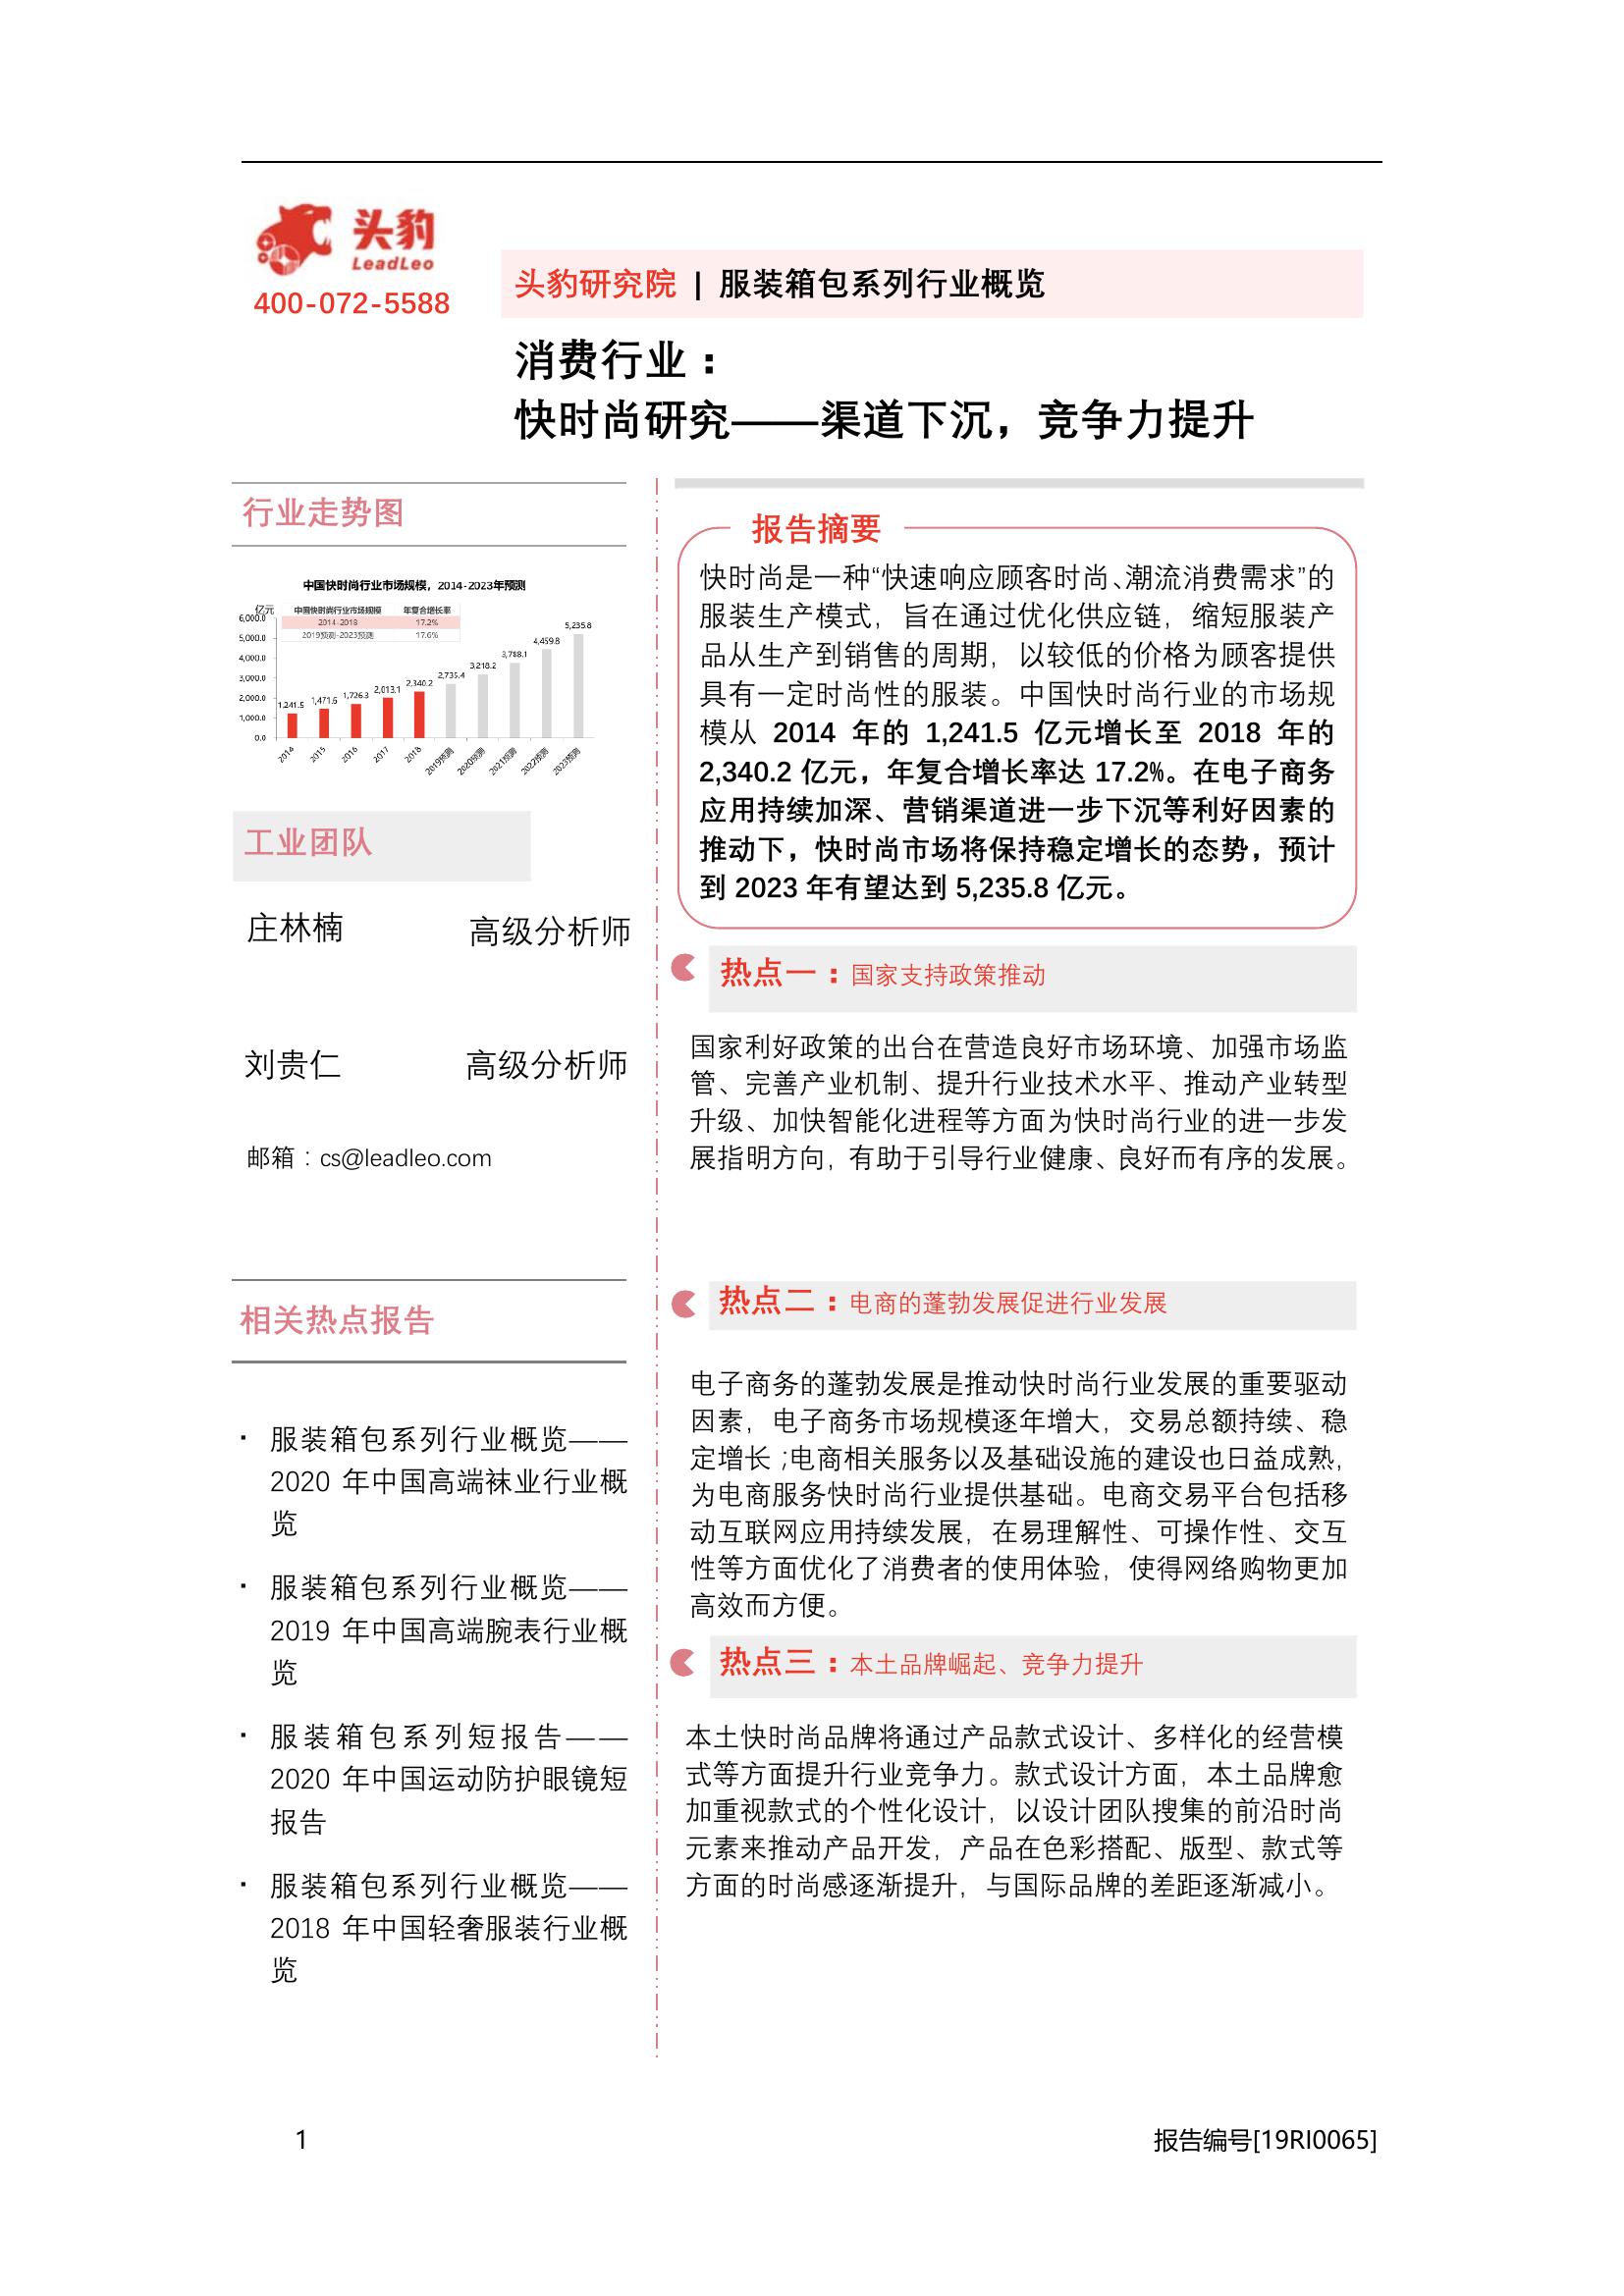 头豹
LeadLeo
400-072-5588
头豹研究院 | 服装箱包系列行业概览
消费行业：
快时尚研究——渠道下沉，竞争力提升
行业走势图
中国快时尚行业市场规模，2014-2023年预测
亿元
中国快时尚行业市场规模 年复合增长率
2014-2018 17.2%
2019预测-2023预测 17.6%
6,000.0
5,000.0
4,000.0
3,000.0
2,000.0
1,000.0
0.0
1,241.5 1,471.6 1,726.3 2,013.1 2,340.2 2,735.4 3,218.2 3,788.1 4,459.8 5,235.8
2014 2015 2016 2017 2018 2019预测 2020预测 2021预测 2022预测 2023预测
工业团队
庄林楠 高级分析师
刘贵仁 高级分析师
邮箱：cs@leadleo.com
相关热点报告
· 服装箱包系列行业概览——
2020 年中国高端袜业行业概
览
· 服装箱包系列行业概览——
2019 年中国高端腕表行业概
览
· 服装箱包系列短报告——
2020 年中国运动防护眼镜短
报告
· 服装箱包系列行业概览——
2018 年中国轻奢服装行业概
览
报告摘要
快时尚是一种“快速响应顾客时尚、潮流消费需求”的
服装生产模式，旨在通过优化供应链，缩短服装产
品从生产到销售的周期，以较低的价格为顾客提供
具有一定时尚性的服装。中国快时尚行业的市场规
模从 2014 年的 1,241.5 亿元增长至 2018 年的
2,340.2 亿元，年复合增长率达 17.2%。在电子商务
应用持续加深、营销渠道进一步下沉等利好因素的
推动下，快时尚市场将保持稳定增长的态势，预计
到 2023 年有望达到 5,235.8 亿元。
热点一：国家支持政策推动
国家利好政策的出台在营造良好市场环境、加强市场监
管、完善产业机制、提升行业技术水平、推动产业转型
升级、加快智能化进程等方面为快时尚行业的进一步发
展指明方向，有助于引导行业健康、良好而有序的发展。
热点二：电商的蓬勃发展促进行业发展
电子商务的蓬勃发展是推动快时尚行业发展的重要驱动
因素，电子商务市场规模逐年增大，交易总额持续、稳
定增长；电商相关服务以及基础设施的建设也日益成熟，
为电商服务快时尚行业提供基础。电商交易平台包括移
动互联网应用持续发展，在易理解性、可操作性、交互
性等方面优化了消费者的使用体验，使得网络购物更加
高效而方便。
热点三：本土品牌崛起、竞争力提升
本土快时尚品牌将通过产品款式设计、多样化的经营模
式等方面提升行业竞争力。款式设计方面，本土品牌愈
加重视款式的个性化设计，以设计团队搜集的前沿时尚
元素来推动产品开发，产品在色彩搭配、版型、款式等
方面的时尚感逐渐提升，与国际品牌的差距逐渐减小。
1
报告编号[19RI0065]